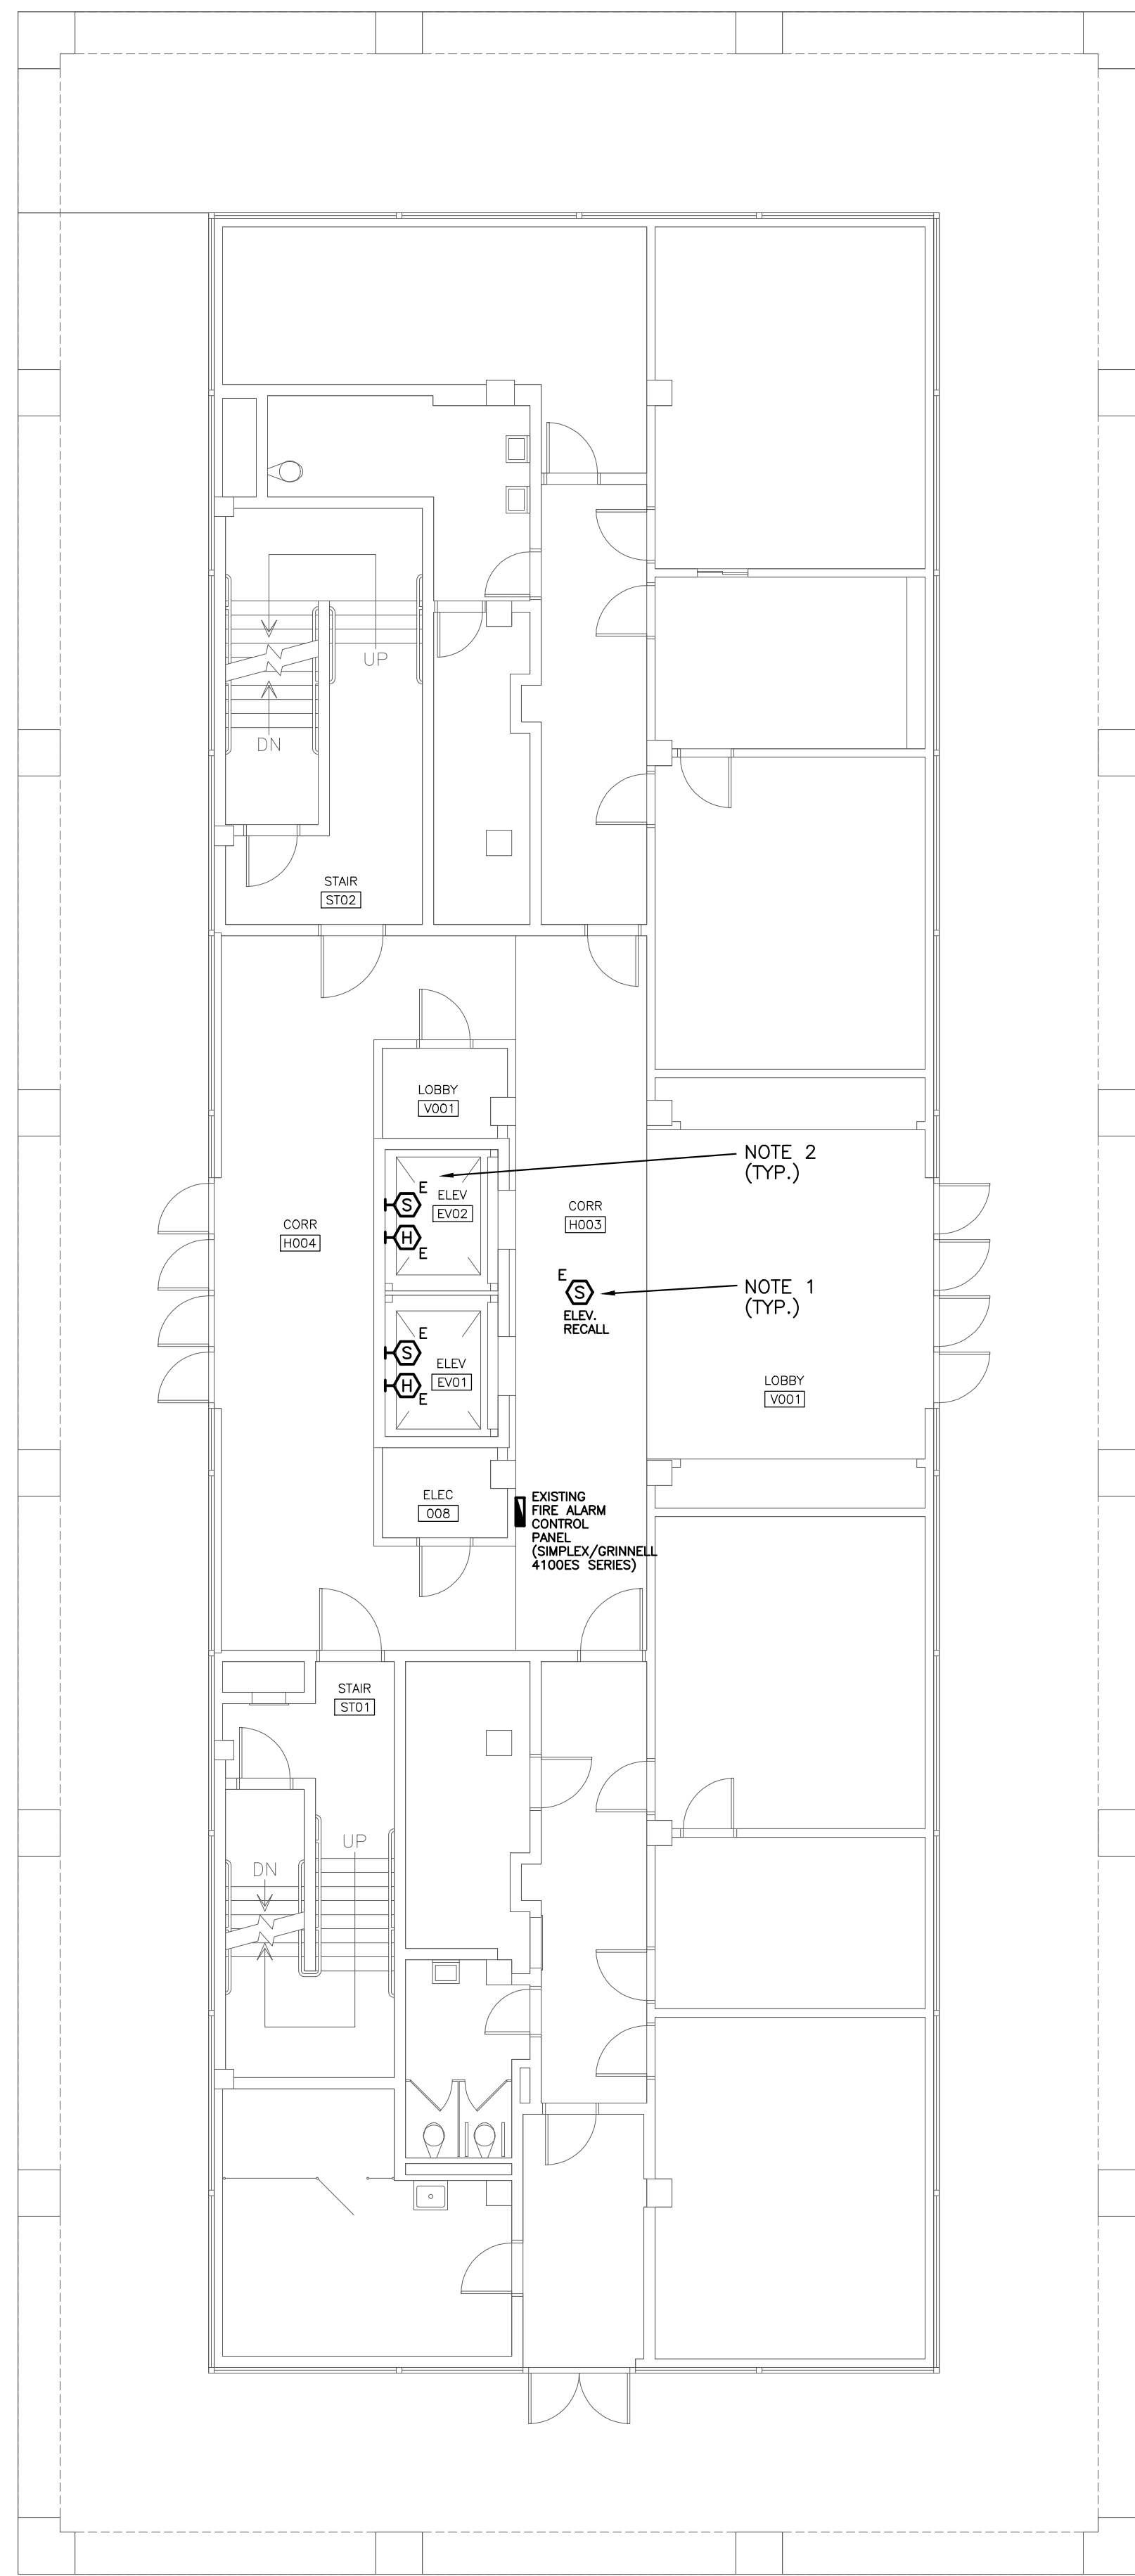 UP
DN
STAIR
ST02
LOBBY
V001
NOTE 2
(TYP.)
E
ELEV
S
EV02
H
E
CORR
H004
CORR
H003
E
S
ELEV.
RECALL
NOTE 1
(TYP.)
E
S
ELEV
EV01
H
E
LOBBY
V001
ELEC
008
EXISTING
FIRE ALARM
CONTROL
PANEL
(SIMPLEX/GRINNELL
4100ES SERIES)
STAIR
ST01
UP
DN